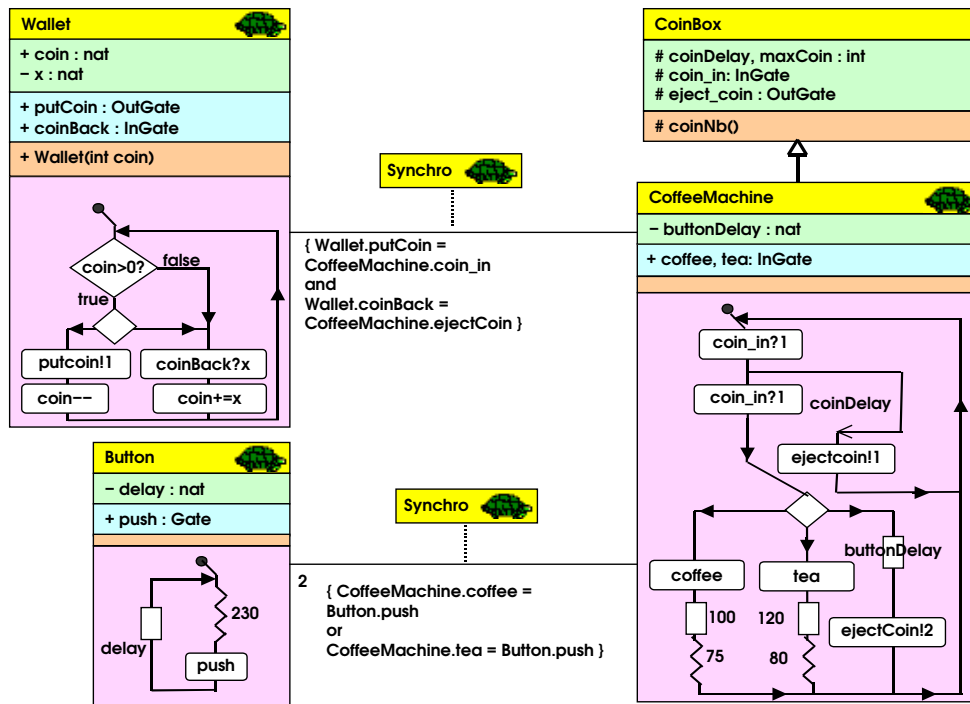 Wallet
+ coin : nat
− x : nat
+ putCoin : OutGate
+ coinBack : InGate
+ Wallet(int coin)
coin>0?
false
true
putcoin!1
coinBack?x
coin−−
coin+=x
Synchro
{ Wallet.putCoin =
CoffeeMachine.coin_in
and
Wallet.coinBack =
CoffeeMachine.ejectCoin }
CoinBox
# coinDelay, maxCoin : int
# coin_in: InGate
# eject_coin : OutGate
# coinNb()
CoffeeMachine
− buttonDelay : nat
+ coffee, tea: InGate
coin_in?1
coin_in?1
coinDelay
ejectcoin!1
buttonDelay
coffee
tea
100
120
ejectCoin!2
75
80
Button
− delay : nat
+ push : Gate
230
delay
push
Synchro
2
{ CoffeeMachine.coffee =
Button.push
or
CoffeeMachine.tea = Button.push }